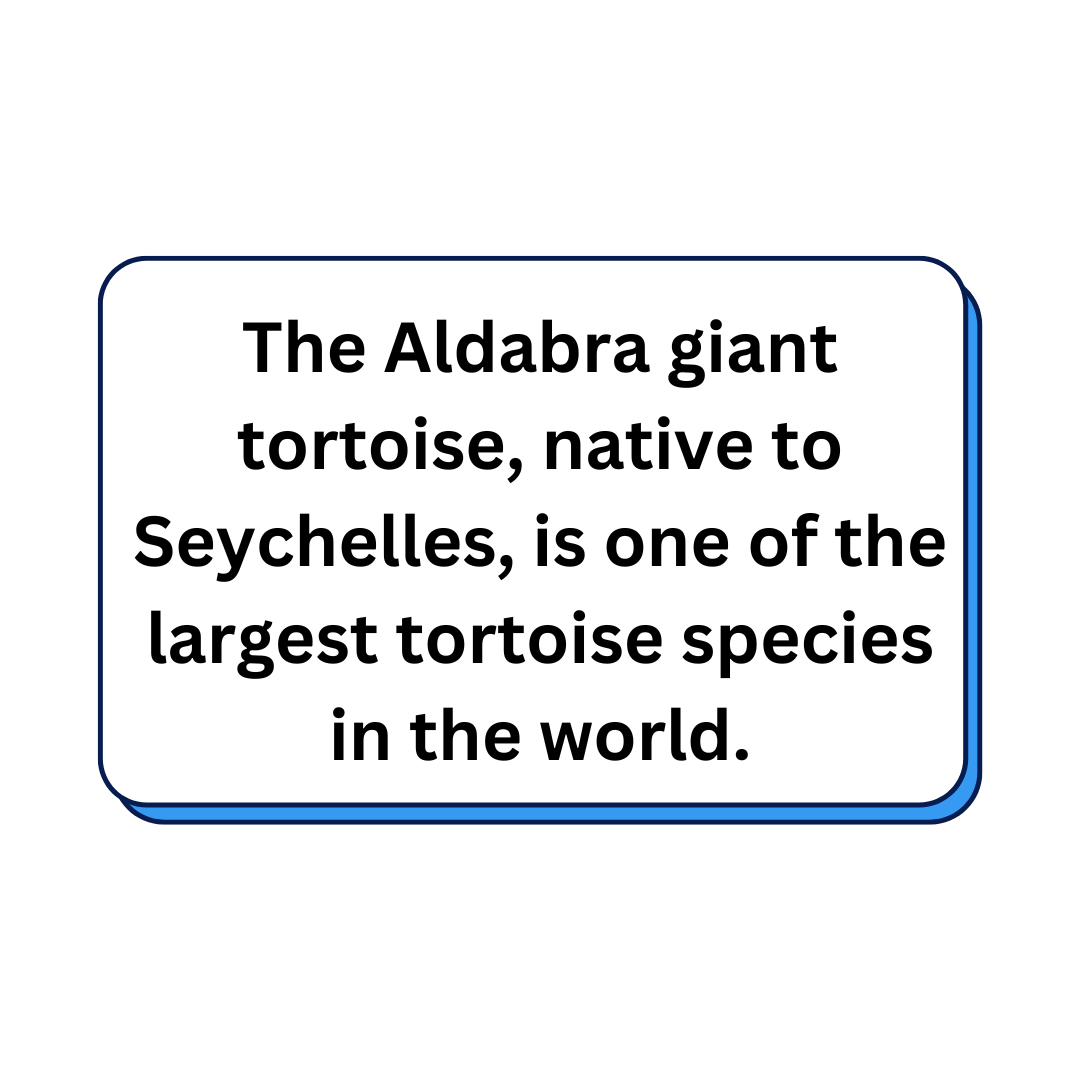 The Aldabra giant
tortoise, native to
Seychelles, is one of the
largest tortoise species
in the world.